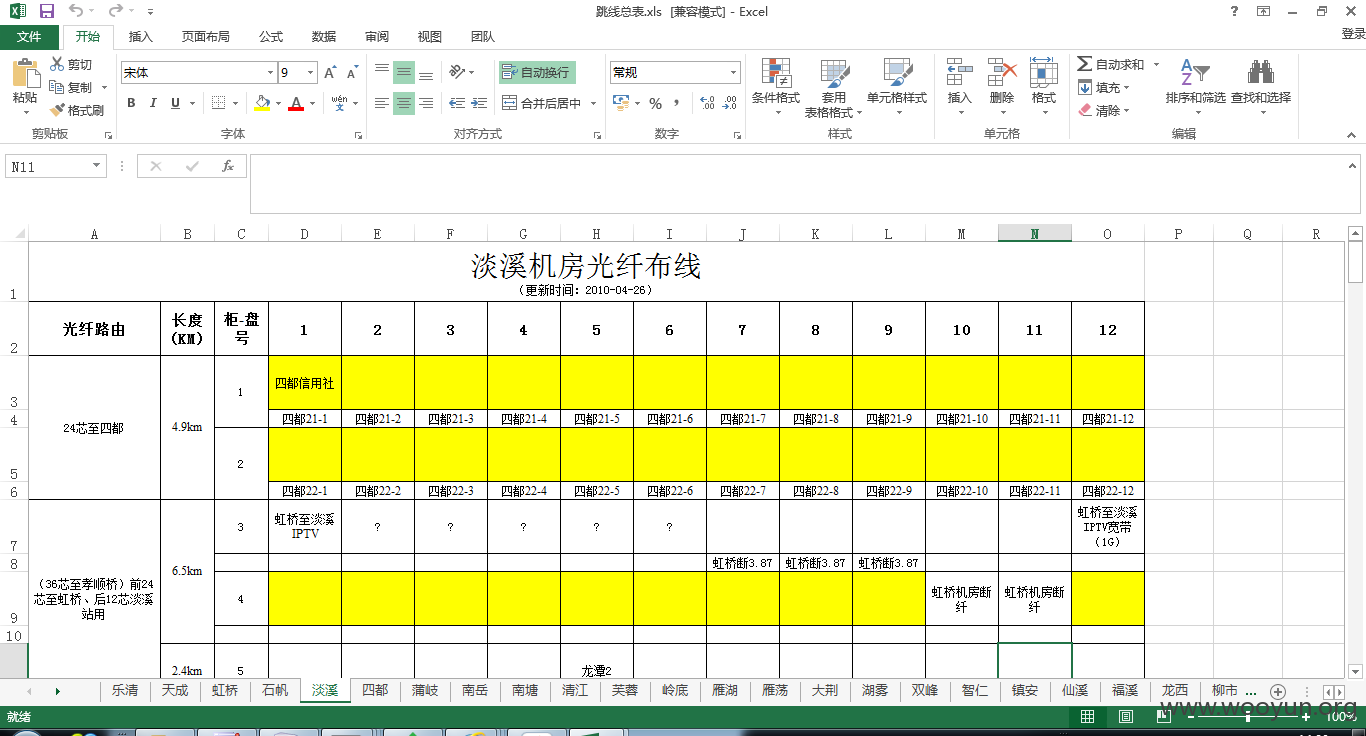 跳线总表.xls [兼容模式] - Excel
登录
文件 开始 插入 页面布局 公式 数据 审阅 视图 团队
粘贴 剪切 复制 格式刷 剪贴板
宋体 9 B I U A wén 字体
自动换行 合并后居中 对齐方式
常规 % 数字
条件格式 套用 表格格式 单元格样式 样式
插入 删除 格式 单元格
自动求和 填充 清除 排序和筛选 查找和选择 编辑
N11 fx
A B C D E F G H I J K L M N O P Q R
淡溪机房光纤布线
1 (更新时间: 2010-04-26)
2 光纤路由 长度(KM) 柜-盘号 1 2 3 4 5 6 7 8 9 10 11 12
3 24芯至四都 4.9km 1 四都信用社
4 四都21-1 四都21-2 四都21-3 四都21-4 四都21-5 四都21-6 四都21-7 四都21-8 四都21-9 四都21-10 四都21-11 四都21-12
5 2
6 四都22-1 四都22-2 四都22-3 四都22-4 四都22-5 四都22-6 四都22-7 四都22-8 四都22-9 四都22-10 四都22-11 四都22-12
7 (36芯至孝顺桥)前24芯至虹桥、后12芯淡溪站用 6.5km 3 虹桥至淡溪IPTV ? ? ? ? ? 虹桥至淡溪IPTV宽带(1G)
8 虹桥断3.87 虹桥断3.87 虹桥断3.87
9 4 虹桥机房断纤 虹桥机房断纤
10
2.4km 5 龙潭2
乐清 天成 虹桥 石帆 淡溪 四都 蒲岐 南岳 南塘 清江 芙蓉 岭底 雁湖 雁荡 大荆 湖雾 双峰 智仁 镇安 仙溪 福溪 龙西 柳市 ...
就绪 100%
www.wooyun.org